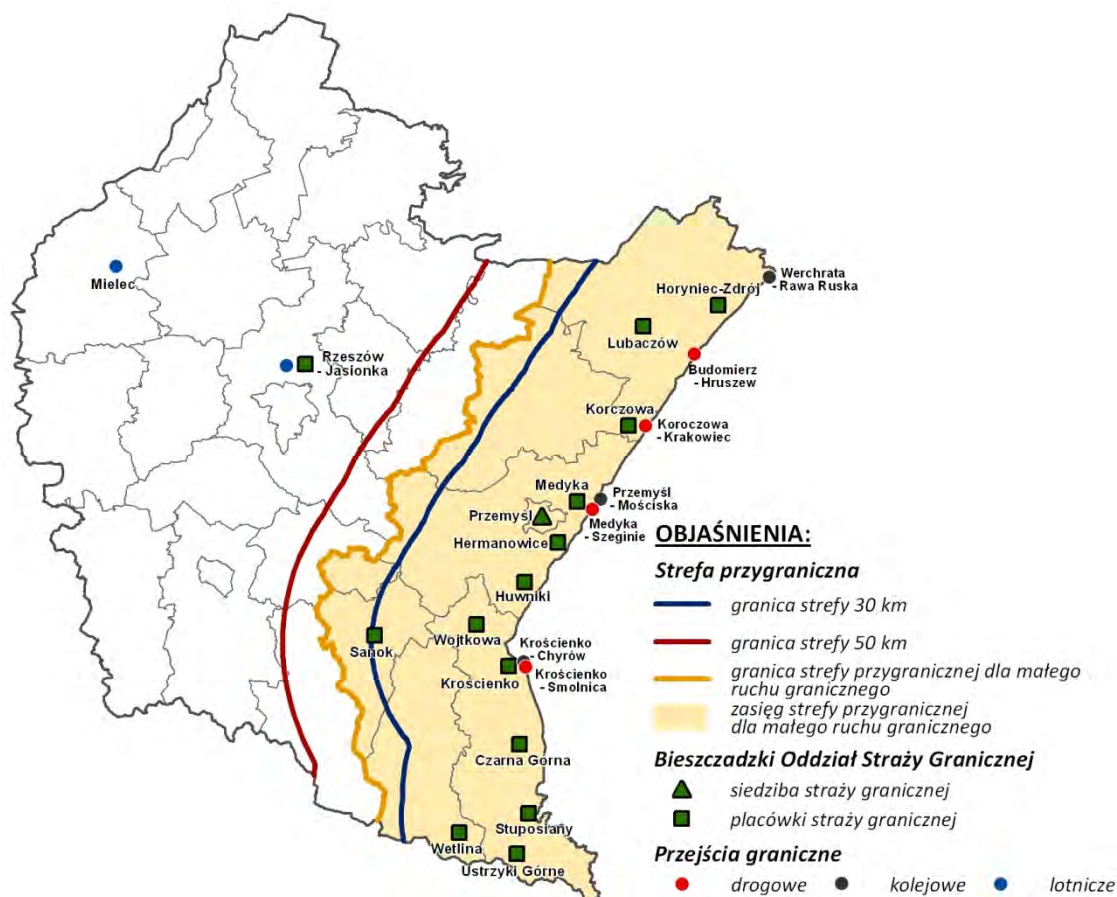 Mielec
Rzeszów
- Jasionka
Horyniec-Zdrój
Werchrata
- Rawa Ruska
Lubaczów
Budomierz
- Hruszew
Korczowa
Koroczowa
- Krakowiec
Medyka
Przemyśl
- Mościska
Przemyśl
Medyka
- Szeginie
Hermanowice
Huwniki
Wojtkowa
Sanok
Krościenko
- Chyrów
Krościenko
Krościenko
- Smolnica
Czarna Górna
Stuposiany
Wetlina
Ustrzyki Górne
OBJAŚNIENIA:
Strefa przygraniczna
granica strefy 30 km
granica strefy 50 km
granica strefy przygranicznej dla małego
ruchu granicznego
zasięg strefy przygranicznej
dla małego ruchu granicznego
Bieszczadzki Oddział Straży Granicznej
siedziba straży granicznej
placówki straży granicznej
Przejścia graniczne
drogowe kolejowe lotnicze